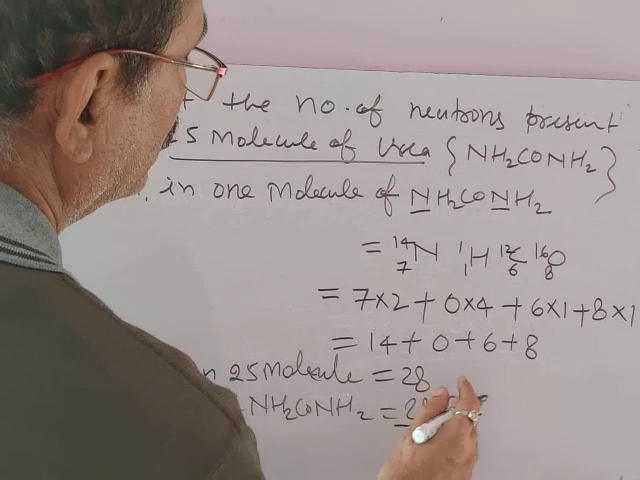 the no. of neutrons present
25 Molecule of Urea { NH₂CONH₂ }
in one Molecule of NH₂CONH₂
= ¹⁴₇N ¹₁H ¹²₆C ¹⁶₈O
= 7×2 + 0×4 + 6×1 + 8×1
= 14 + 0 + 6 + 8
25 Molecule = 28
NH₂CONH₂ =